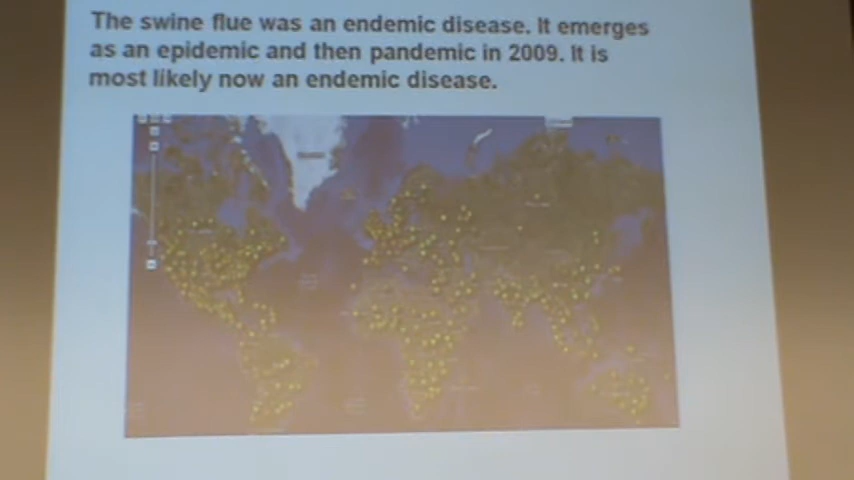 The swine flue was an endemic disease. It emerges
as an epidemic and then pandemic in 2009. It is
most likely now an endemic disease.